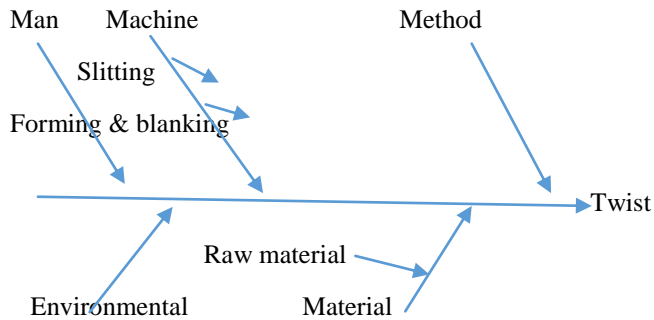 Man Machine Method
Slitting
Forming & blanking
Twist
Raw material
Environmental Material